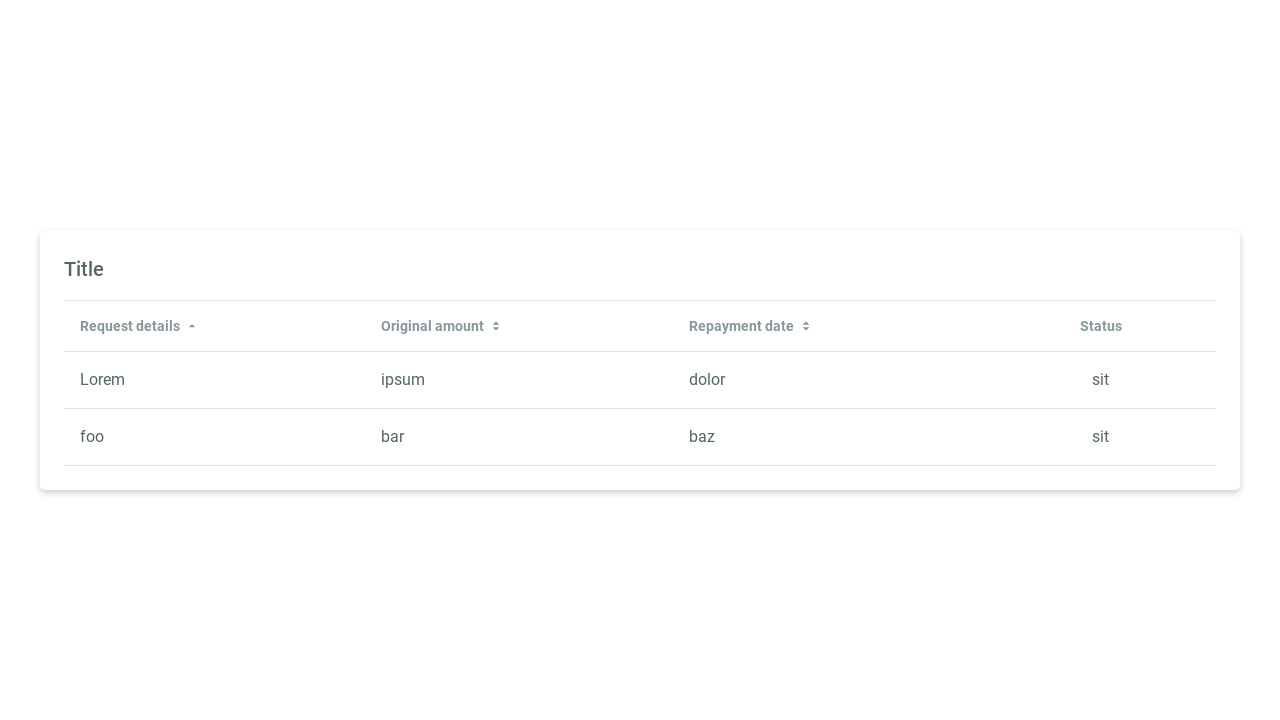 Title
Request details Original amount Repayment date Status
Lorem ipsum dolor sit
foo bar baz sit